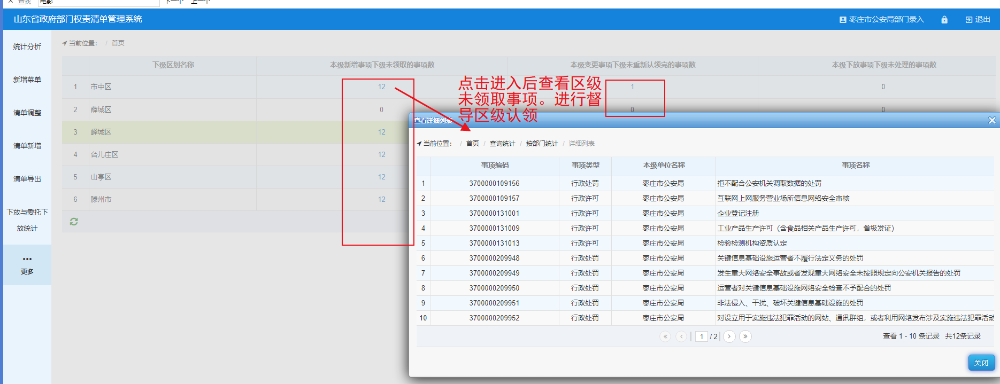 查找 电影 下一个 上一个
山东省政府部门权责清单管理系统
枣庄市公安局部门录入 退出
统计分析
新增菜单
清单调整
清单新增
清单导出
下放与委托下
放统计
更多
当前位置： / 首页
下级区划名称 本级新增事项下级未领取的事项数 本级变更事项下级未重新认领完的事项数 本级下放事项下级未处理的事项数
1 市中区 12 1 0
2 薛城区 0 0 0
3 峄城区 12
4 台儿庄区 12
5 山亭区 12
6 滕州市 12
点击进入后查看区级
未领取事项。进行督
导区级认领
查看详细列表
当前位置： / 首页 / 查询统计 / 按部门统计 / 详细列表
事项编码 事项类型 本级单位名称 事项名称
1 3700000109156 行政处罚 枣庄市公安局 拒不配合公安机关调取数据的处罚
2 3700000109157 行政许可 枣庄市公安局 互联网上网服务营业场所信息网络安全审核
3 3700000131001 行政许可 枣庄市公安局 企业登记注册
4 3700000131009 行政许可 枣庄市公安局 工业产品生产许可（含食品相关产品生产许可，省级发证）
5 3700000131013 行政许可 枣庄市公安局 检验检测机构资质认定
6 3700000209948 行政处罚 枣庄市公安局 关键信息基础设施运营者不履行法定义务的处罚
7 3700000209949 行政处罚 枣庄市公安局 发生重大网络安全事故或者发现重大网络安全未按照规定向公安机关报告的处罚
8 3700000209950 行政处罚 枣庄市公安局 运营者对关键信息基础设施网络安全检查不予配合的处罚
9 3700000209951 行政处罚 枣庄市公安局 非法侵入、干扰、破坏关键信息基础设施的处罚
10 3700000209952 行政处罚 枣庄市公安局 对设立用于实施违法犯罪活动的网站、通讯群组，或者利用网络发布涉及实施违法犯罪活动
1 / 2 查看 1 - 10 条记录 共12条记录
关闭